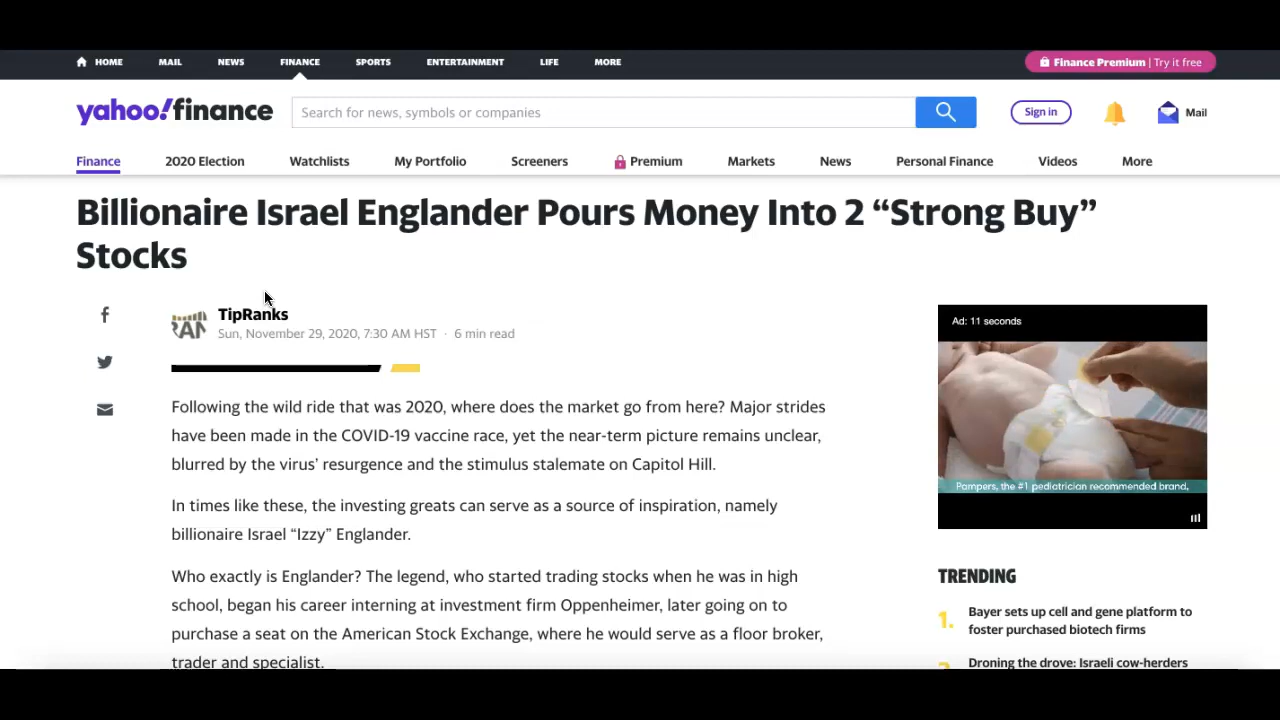 HOME MAIL NEWS FINANCE SPORTS ENTERTAINMENT LIFE MORE Finance Premium | Try it free
yahoo!finance Search for news, symbols or companies Sign in Mail
Finance 2020 Election Watchlists My Portfolio Screeners Premium Markets News Personal Finance Videos More
Billionaire Israel Englander Pours Money Into 2 “Strong Buy”
Stocks
TipRanks
Sun, November 29, 2020, 7:30 AM HST · 6 min read
Following the wild ride that was 2020, where does the market go from here? Major strides
have been made in the COVID-19 vaccine race, yet the near-term picture remains unclear,
blurred by the virus’ resurgence and the stimulus stalemate on Capitol Hill.
In times like these, the investing greats can serve as a source of inspiration, namely
billionaire Israel “Izzy” Englander.
Who exactly is Englander? The legend, who started trading stocks when he was in high
school, began his career interning at investment firm Oppenheimer, later going on to
purchase a seat on the American Stock Exchange, where he would serve as a floor broker,
trader and specialist.
Ad: 11 seconds
Pampers, the #1 pediatrician recommended brand,
TRENDING
1. Bayer sets up cell and gene platform to
foster purchased biotech firms
Droning the drove: Israeli cow-herders